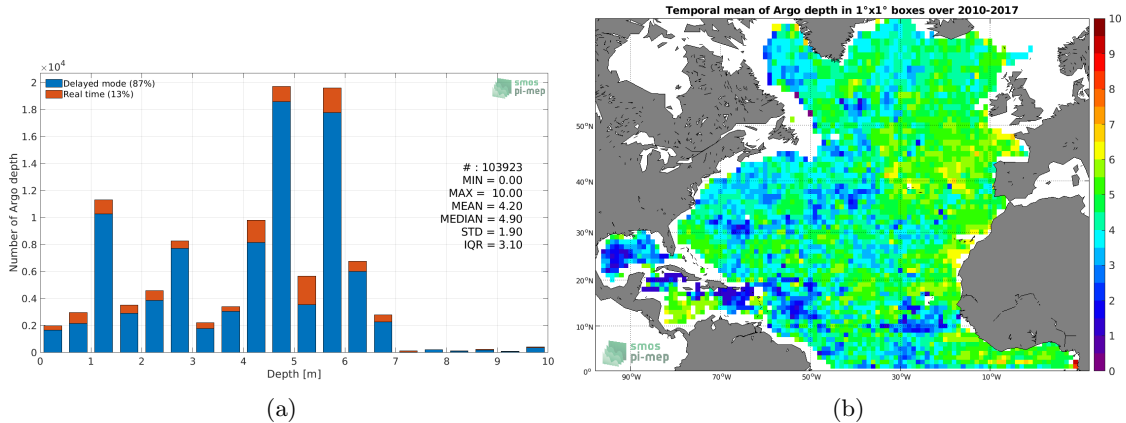 ×10⁴
2
1.8
1.6
1.4
1.2
1
0.8
0.6
0.4
0.2
0
Number of Argo depth
Delayed mode (87%)
Real time (13%)
smos
pi-mep
# : 103923
MIN = 0.00
MAX = 10.00
MEAN = 4.20
MEDIAN = 4.90
STD = 1.90
IQR = 3.10
0 1 2 3 4 5 6 7 8 9 10
Depth [m]
(a)
Temporal mean of Argo depth in 1°x1° boxes over 2010-2017
50°N
40°N
30°N
20°N
10°N
0°
90°W 70°W 50°W 30°W 10°W
smos
pi-mep
10
9
8
7
6
5
4
3
2
1
0
(b)